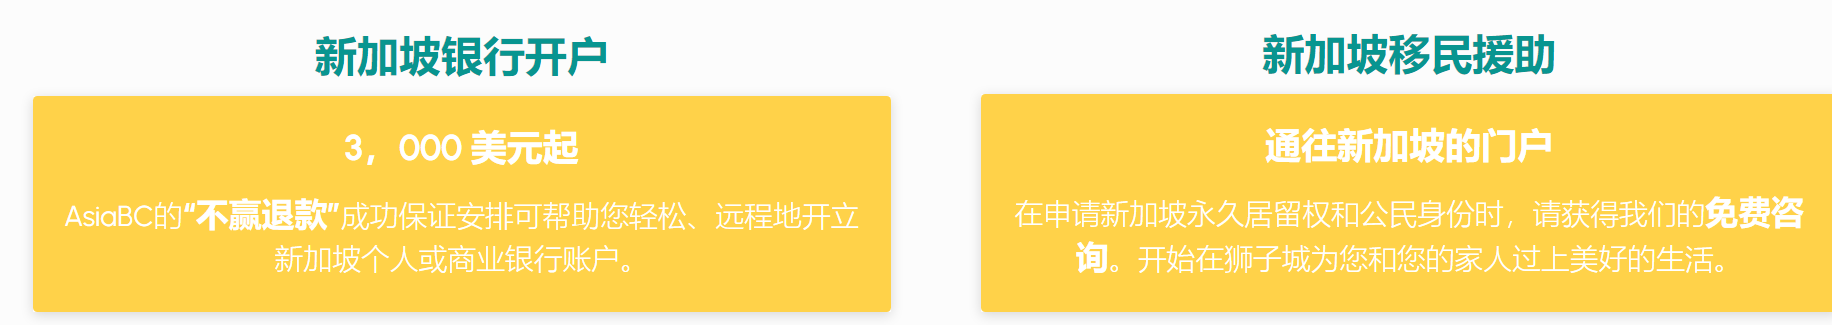 新加坡银行开户
3，000 美元起
AsiaBC的“不赢退款”成功保证安排可帮助您轻松、远程地开立
新加坡个人或商业银行账户。
新加坡移民援助
通往新加坡的门户
在申请新加坡永久居留权和公民身份时，请获得我们的免费咨
询。开始在狮子城为您和您的家人过上美好的生活。